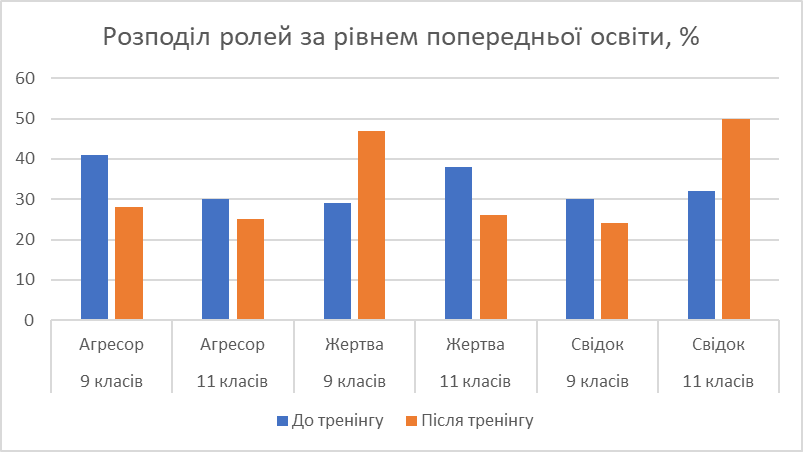 Розподіл ролей за рівнем попередньої освіти, %
60
50
40
30
20
10
0
Агресор Агресор Жертва Жертва Свідок Свідок
9 класів 11 класів 9 класів 11 класів 9 класів 11 класів
До тренінгу Після тренінгу